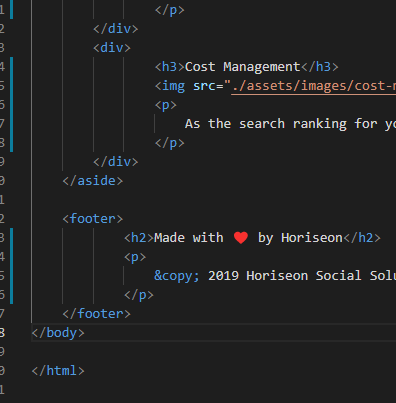 1 </p>
2 </div>
3 <div>
4 <h3>Cost Management</h3>
5 <img src="./assets/images/cost-
6 <p>
7 As the search ranking for yo
8 </p>
9 </div>
0 </aside>
1
2 <footer>
3 <h2>Made with ❤️ by Horiseon</h2>
4 <p>
5 &copy; 2019 Horiseon Social Solu
6 </p>
7 </footer>
8 </body>
9
0 </html>
1